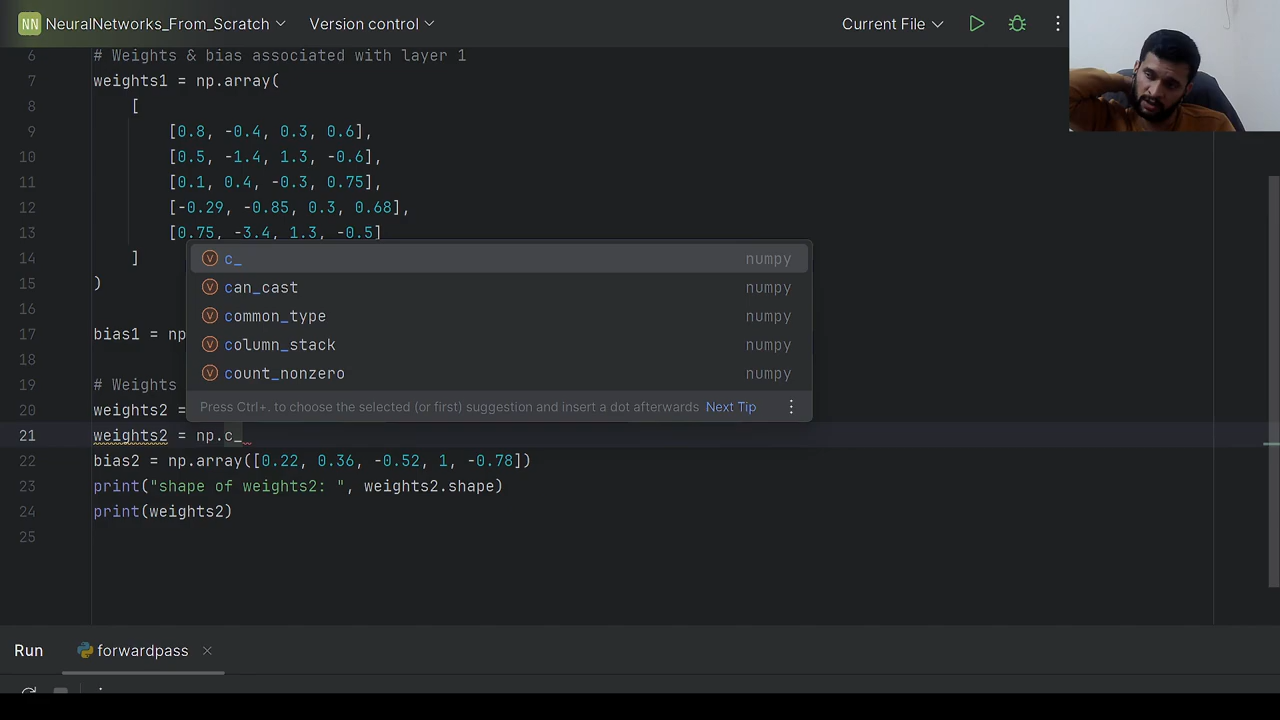 NN NeuralNetworks_From_Scratch Version control Current File
6 # Weights & bias associated with layer 1
7 weights1 = np.array(
8 [
9 [0.8, -0.4, 0.3, 0.6],
10 [0.5, -1.4, 1.3, -0.6],
11 [0.1, 0.4, -0.3, 0.75],
12 [-0.29, -0.85, 0.3, 0.68],
13 [0.75, -3.4, 1.3, -0.5]
14 ]
15 )
16
17 bias1 = np
18
19 # Weights
20 weights2 =
21 weights2 = np.c_
c_ numpy
can_cast numpy
common_type numpy
column_stack numpy
count_nonzero numpy
Press Ctrl+. to choose the selected (or first) suggestion and insert a dot afterwards Next Tip
22 bias2 = np.array([0.22, 0.36, -0.52, 1, -0.78])
23 print("shape of weights2: ", weights2.shape)
24 print(weights2)
25
Run forwardpass